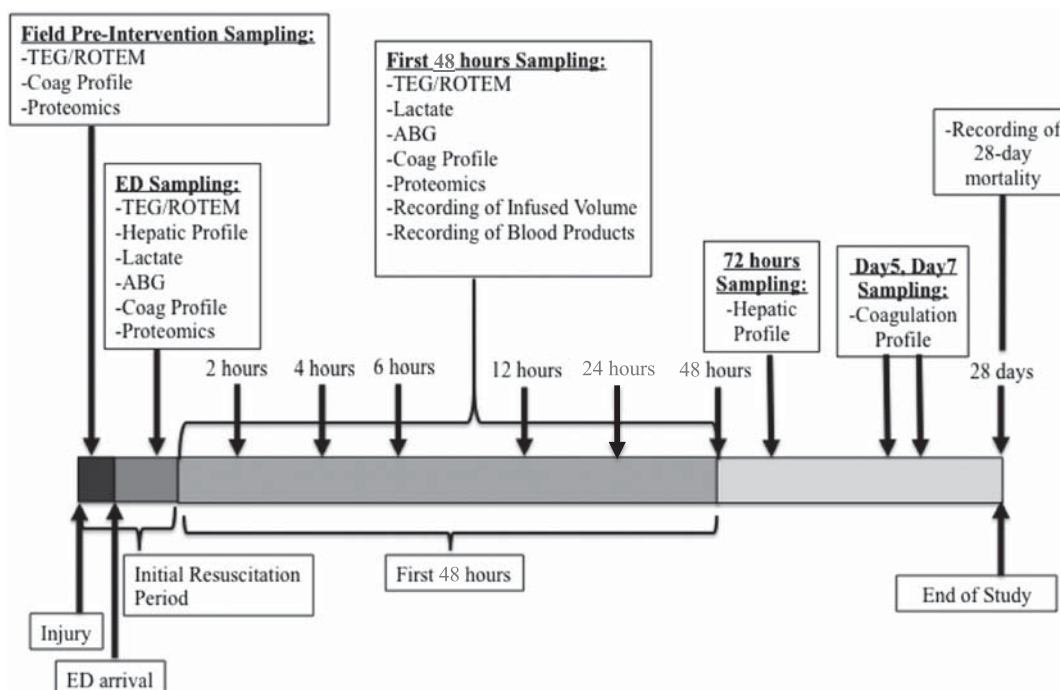 Field Pre-Intervention Sampling:
-TEG/ROTEM
-Coag Profile
-Proteomics
ED Sampling:
-TEG/ROTEM
-Hepatic Profile
-Lactate
-ABG
-Coag Profile
-Proteomics
First 48 hours Sampling:
-TEG/ROTEM
-Lactate
-ABG
-Coag Profile
-Proteomics
-Recording of Infused Volume
-Recording of Blood Products
72 hours
Sampling:
-Hepatic
Profile
Day5, Day7
Sampling:
-Coagulation
Profile
-Recording of
28-day
mortality
2 hours
4 hours
6 hours
12 hours
24 hours
48 hours
28 days
Initial Resuscitation
Period
First 48 hours
Injury
ED arrival
End of Study